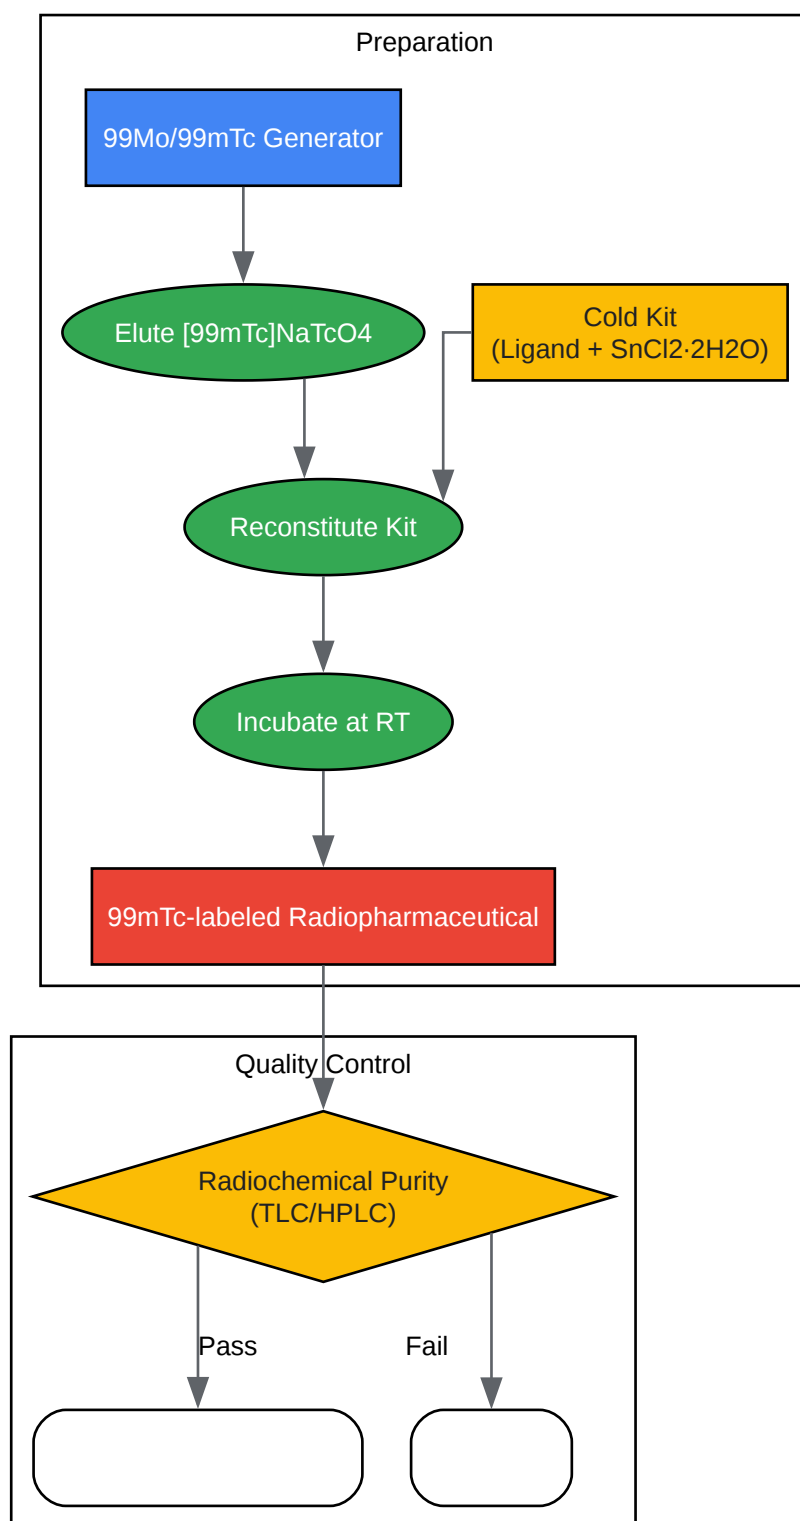 Preparation
99Mo/99mTc Generator
Elute [99mTc]NaTcO4
Cold Kit
(Ligand + SnCl2·2H2O)
Reconstitute Kit
Incubate at RT
99mTc-labeled Radiopharmaceutical
Quality Control
Radiochemical Purity
(TLC/HPLC)
Pass
Fail